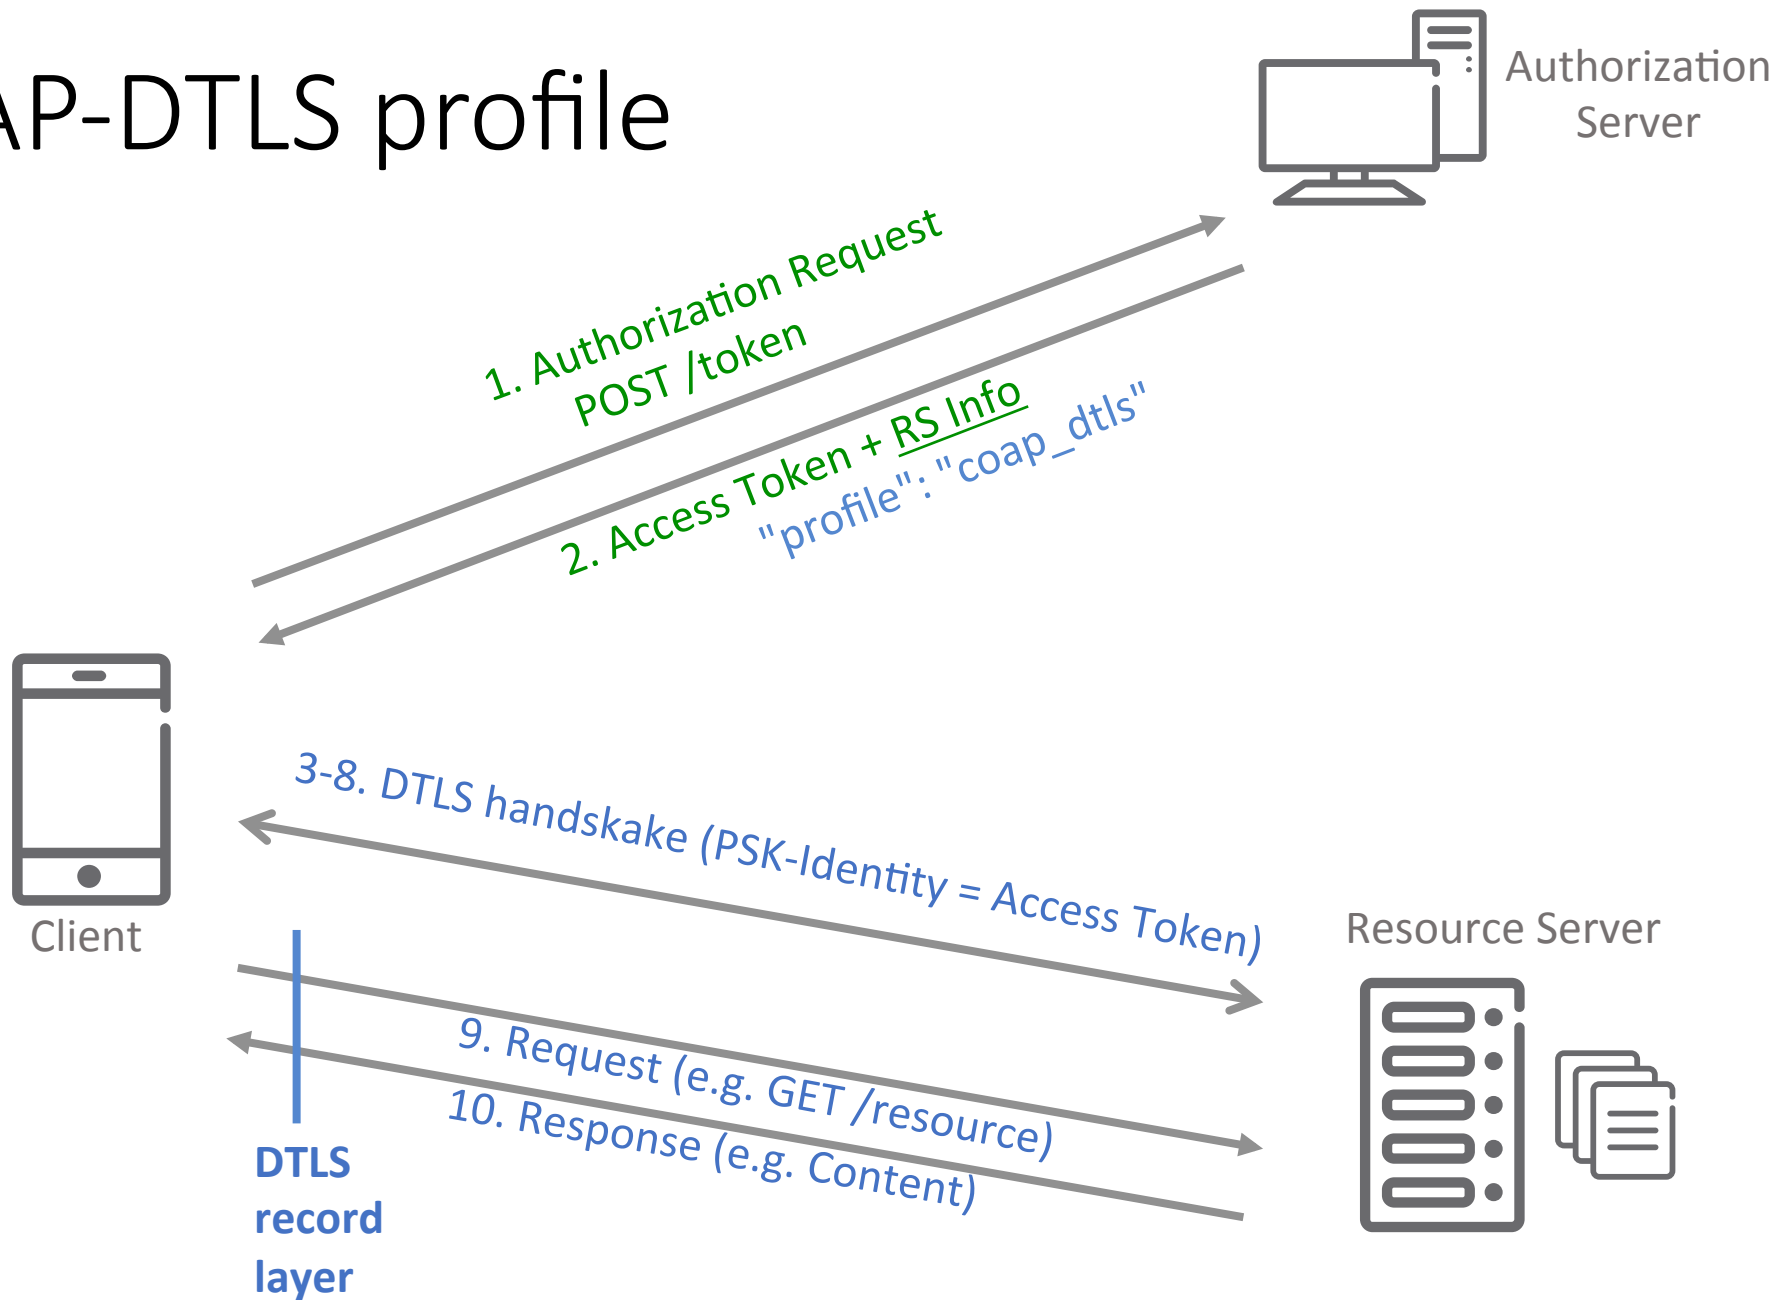 AP-DTLS profile
Authorization
Server
1. Authorization Request
POST /token
2. Access Token + RS Info
"profile": "coap_dtls"
Client
3-8. DTLS handskake (PSK-Identity = Access Token)
Resource Server
9. Request (e.g. GET /resource)
10. Response (e.g. Content)
DTLS
record
layer